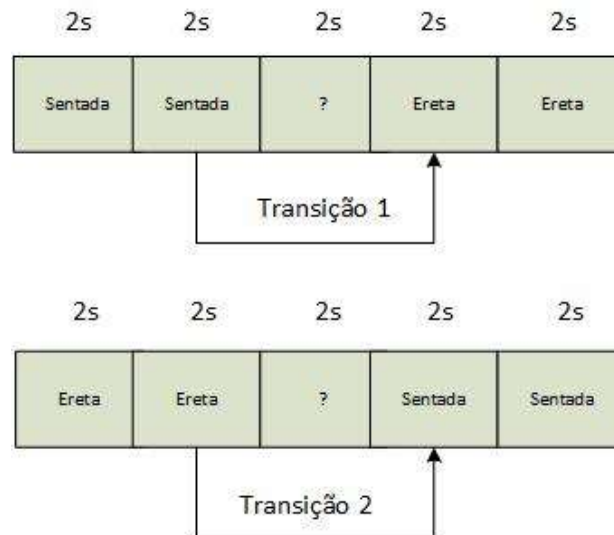 2s 2s 2s 2s 2s
Sentada Sentada ? Ereta Ereta
Transição 1
2s 2s 2s 2s 2s
Ereta Ereta ? Sentada Sentada
Transição 2